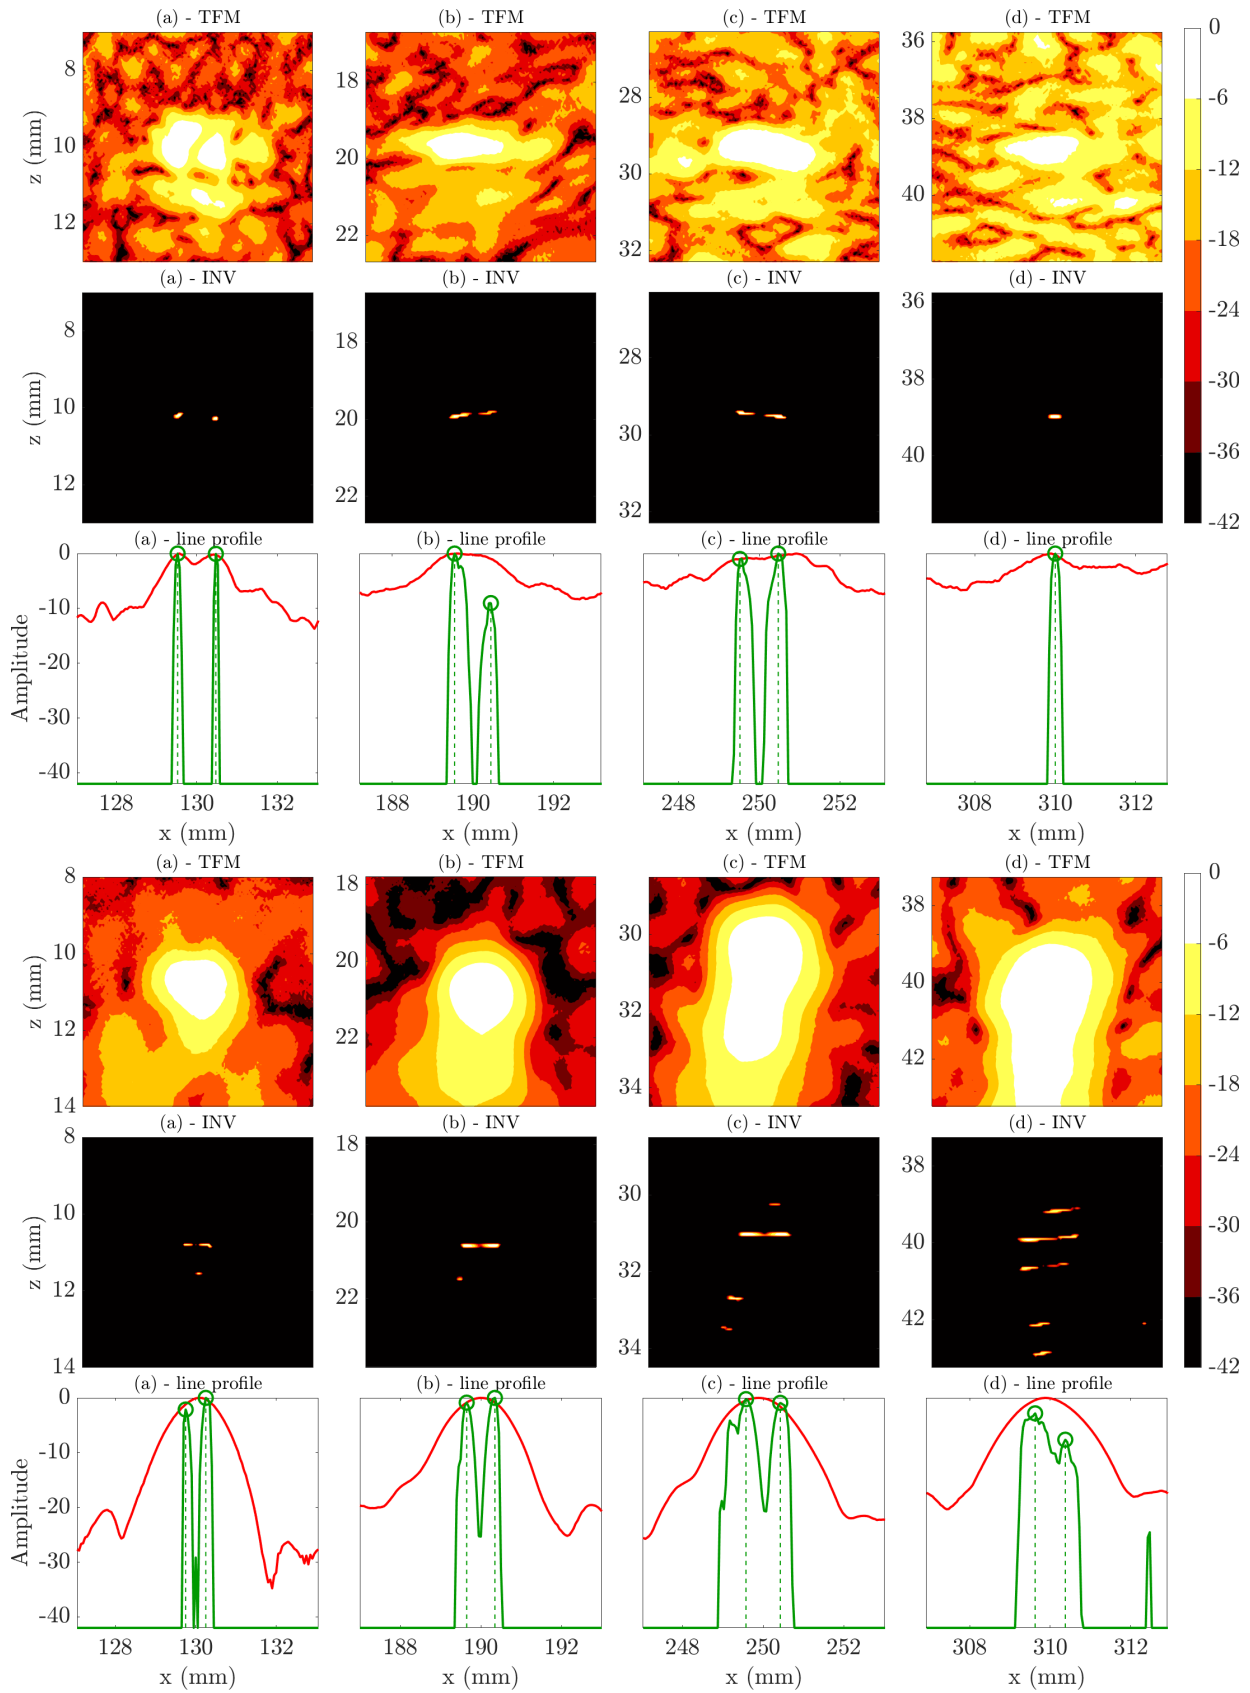 (a) - TFM (b) - TFM (c) - TFM (d) - TFM
z (mm) 8 10 12 18 20 22 28 30 32 36 38 40 0 -6 -12 -18 -24 -30 -36 -42
(a) - INV (b) - INV (c) - INV (d) - INV
z (mm) 8 10 12 18 20 22 28 30 32 36 38 40
(a) - line profile (b) - line profile (c) - line profile (d) - line profile
Amplitude 0 -10 -20 -30 -40
128 130 132 188 190 192 248 250 252 308 310 312
x (mm) x (mm) x (mm) x (mm)
(a) - TFM (b) - TFM (c) - TFM (d) - TFM
z (mm) 8 10 12 14 18 20 22 30 32 34 38 40 42 0 -6 -12 -18 -24 -30 -36 -42
(a) - INV (b) - INV (c) - INV (d) - INV
z (mm) 8 10 12 14 18 20 22 30 32 34 38 40 42
(a) - line profile (b) - line profile (c) - line profile (d) - line profile
Amplitude 0 -10 -20 -30 -40
128 130 132 188 190 192 248 250 252 308 310 312
x (mm) x (mm) x (mm) x (mm)